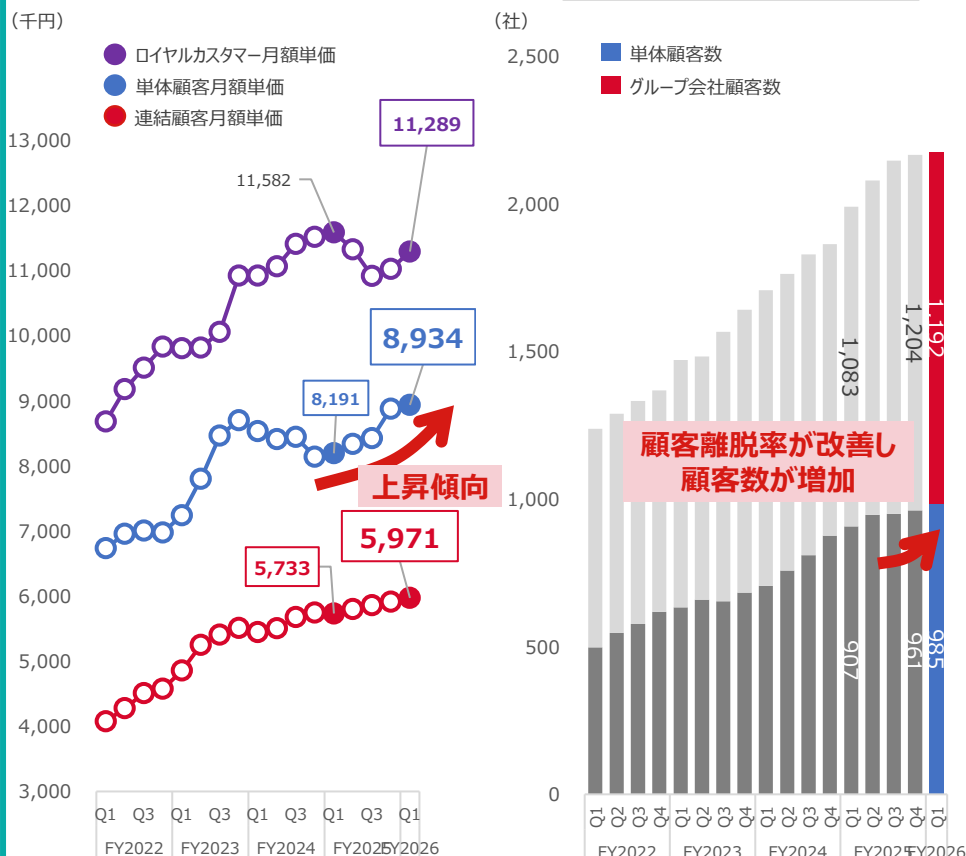 （千円）
ロイヤルカスタマー月額単価
単体顧客月額単価
連結顧客月額単価
13,000
12,000
11,000
10,000
9,000
8,000
7,000
6,000
5,000
4,000
3,000
11,289
11,582
8,934
8,191
上昇傾向
5,971
5,733
Q1 Q3 Q1 Q3 Q1 Q3 Q1 Q3 Q1
FY2022 FY2023 FY2024 FY2025 FY2026
（社）
単体顧客数
グループ会社顧客数
2,500
2,000
1,500
1,000
500
0
1,083
1,204
1,192
顧客離脱率が改善し
顧客数が増加
907
961
985
Q1 Q2 Q3 Q4 Q1 Q2 Q3 Q4 Q1 Q2 Q3 Q4 Q1 Q2 Q3 Q4 Q1
FY2022 FY2023 FY2024 FY2025 FY2026